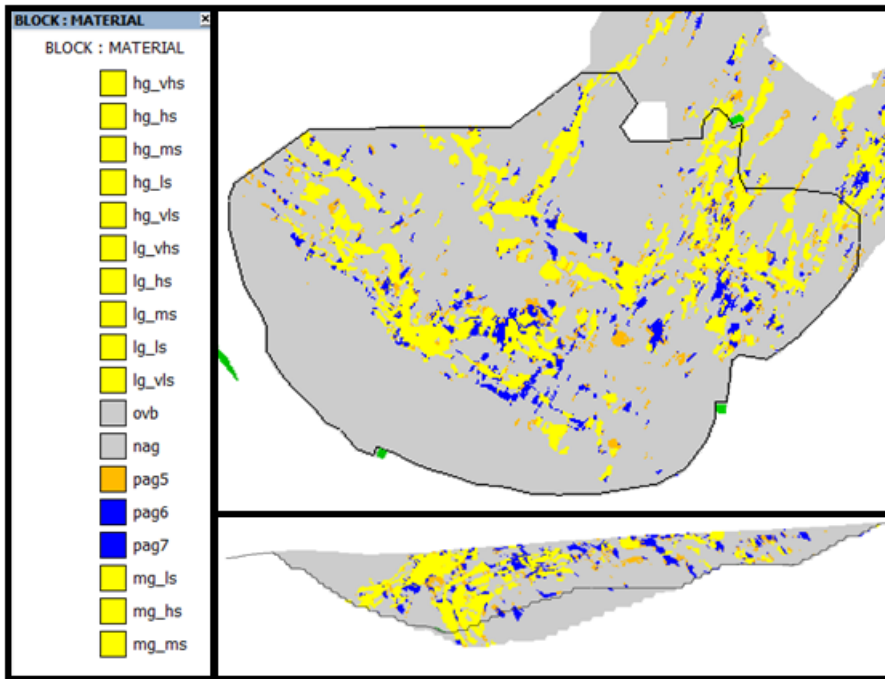 BLOCK : MATERIAL
BLOCK : MATERIAL
hg_vhs
hg_hs
hg_ms
hg_ls
hg_vls
lg_vhs
lg_hs
lg_ms
lg_ls
lg_vls
ovb
nag
pag5
pag6
pag7
mg_ls
mg_hs
mg_ms